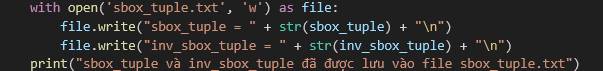 with open('sbox_tuple.txt', 'w') as file:
    file.write("sbox_tuple = " + str(sbox_tuple) + "\n")
    file.write("inv_sbox_tuple = " + str(inv_sbox_tuple) + "\n")
print("sbox_tuple và inv_sbox_tuple đã được lưu vào file sbox_tuple.txt")